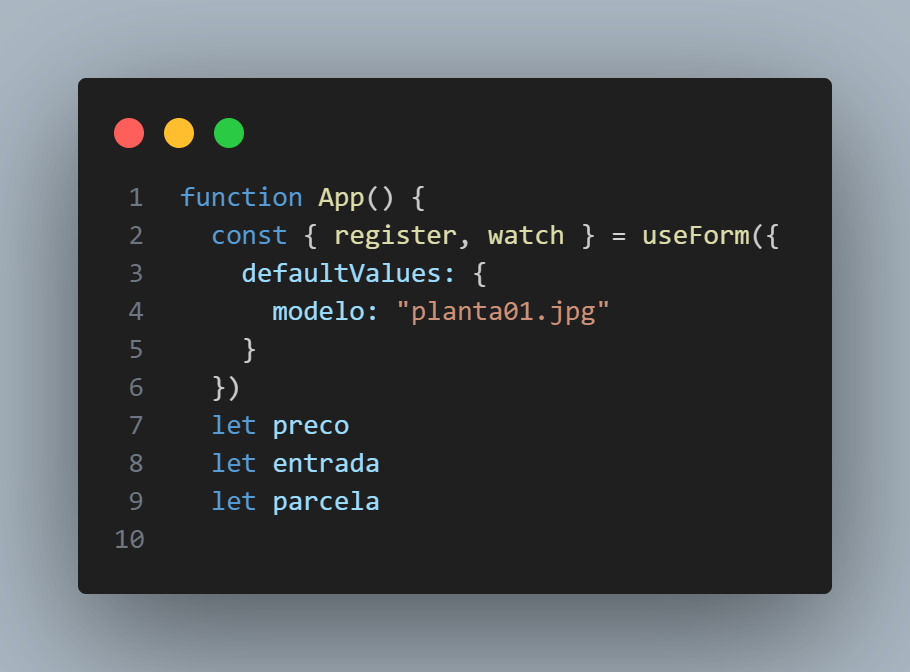 1 function App() {
2   const { register, watch } = useForm({
3     defaultValues: {
4       modelo: "planta01.jpg"
5     }
6   })
7   let preco
8   let entrada
9   let parcela
10